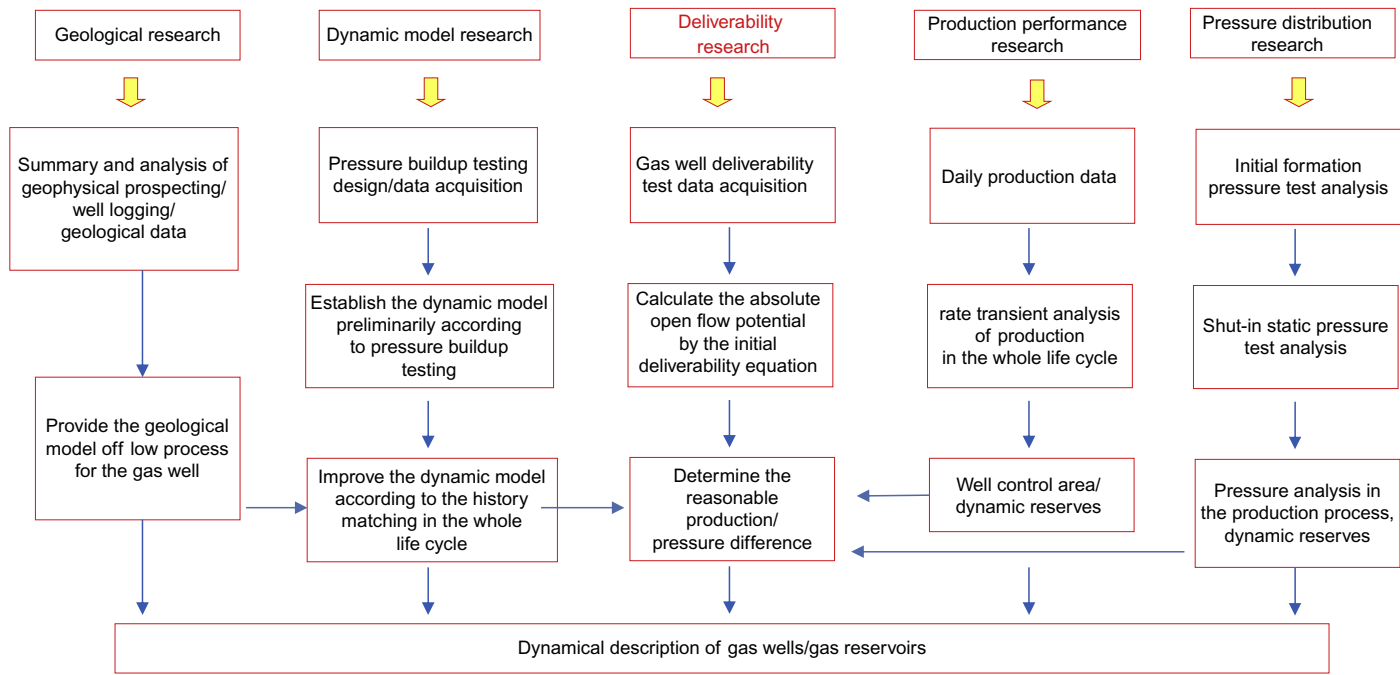 Geological research
Dynamic model research
Deliverability
research
Production performance
research
Pressure distribution
research
Summary and analysis of
geophysical prospecting/
well logging/
geological data
Pressure buildup testing
design/data acquisition
Gas well deliverability
test data acquisition
Daily production data
Initial formation
pressure test analysis
Establish the dynamic model
preliminarily according
to pressure buildup
testing
Calculate the absolute
open flow potential
by the initial
deliverability equation
rate transient analysis
of production
in the whole life cycle
Shut-in static pressure
test analysis
Provide the geological
model off low process
for the gas well
Improve the dynamic model
according to the history
matching in the whole
life cycle
Determine the
reasonable
production/
pressure difference
Well control area/
dynamic reserves
Pressure analysis in
the production process,
dynamic reserves
Dynamical description of gas wells/gas reservoirs